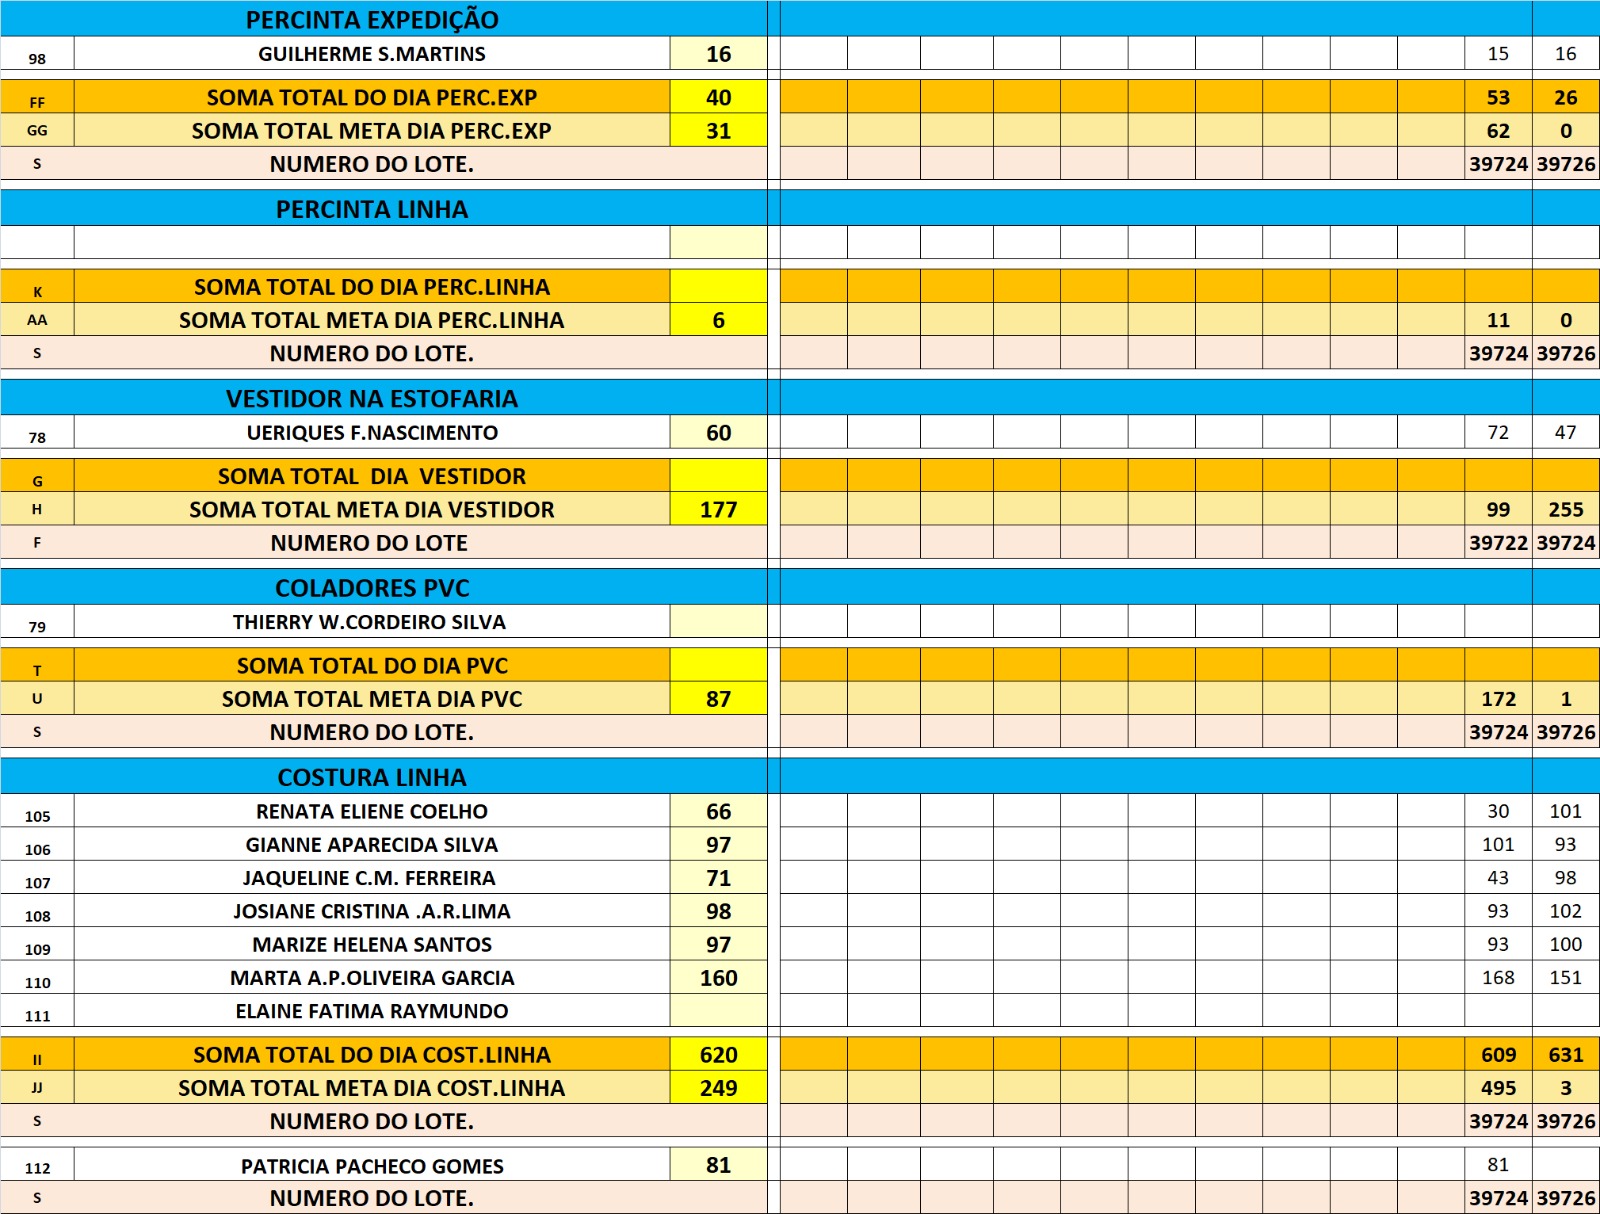 PERCINTA EXPEDIÇÃO
98 GUILHERME S.MARTINS 16 15 16
FF SOMA TOTAL DO DIA PERC.EXP 40 53 26
GG SOMA TOTAL META DIA PERC.EXP 31 62 0
S NUMERO DO LOTE. 39724 39726
PERCINTA LINHA
K SOMA TOTAL DO DIA PERC.LINHA
AA SOMA TOTAL META DIA PERC.LINHA 6 11 0
S NUMERO DO LOTE. 39724 39726
VESTIDOR NA ESTOFARIA
78 UERIQUES F.NASCIMENTO 60 72 47
G SOMA TOTAL DIA VESTIDOR
H SOMA TOTAL META DIA VESTIDOR 177 99 255
F NUMERO DO LOTE 39722 39724
COLADORES PVC
79 THIERRY W.CORDEIRO SILVA
T SOMA TOTAL DO DIA PVC
U SOMA TOTAL META DIA PVC 87 172 1
S NUMERO DO LOTE. 39724 39726
COSTURA LINHA
105 RENATA ELIENE COELHO 66 30 101
106 GIANNE APARECIDA SILVA 97 101 93
107 JAQUELINE C.M. FERREIRA 71 43 98
108 JOSIANE CRISTINA .A.R.LIMA 98 93 102
109 MARIZE HELENA SANTOS 97 93 100
110 MARTA A.P.OLIVEIRA GARCIA 160 168 151
111 ELAINE FATIMA RAYMUNDO
II SOMA TOTAL DO DIA COST.LINHA 620 609 631
JJ SOMA TOTAL META DIA COST.LINHA 249 495 3
S NUMERO DO LOTE. 39724 39726
112 PATRICIA PACHECO GOMES 81 81
S NUMERO DO LOTE. 39724 39726